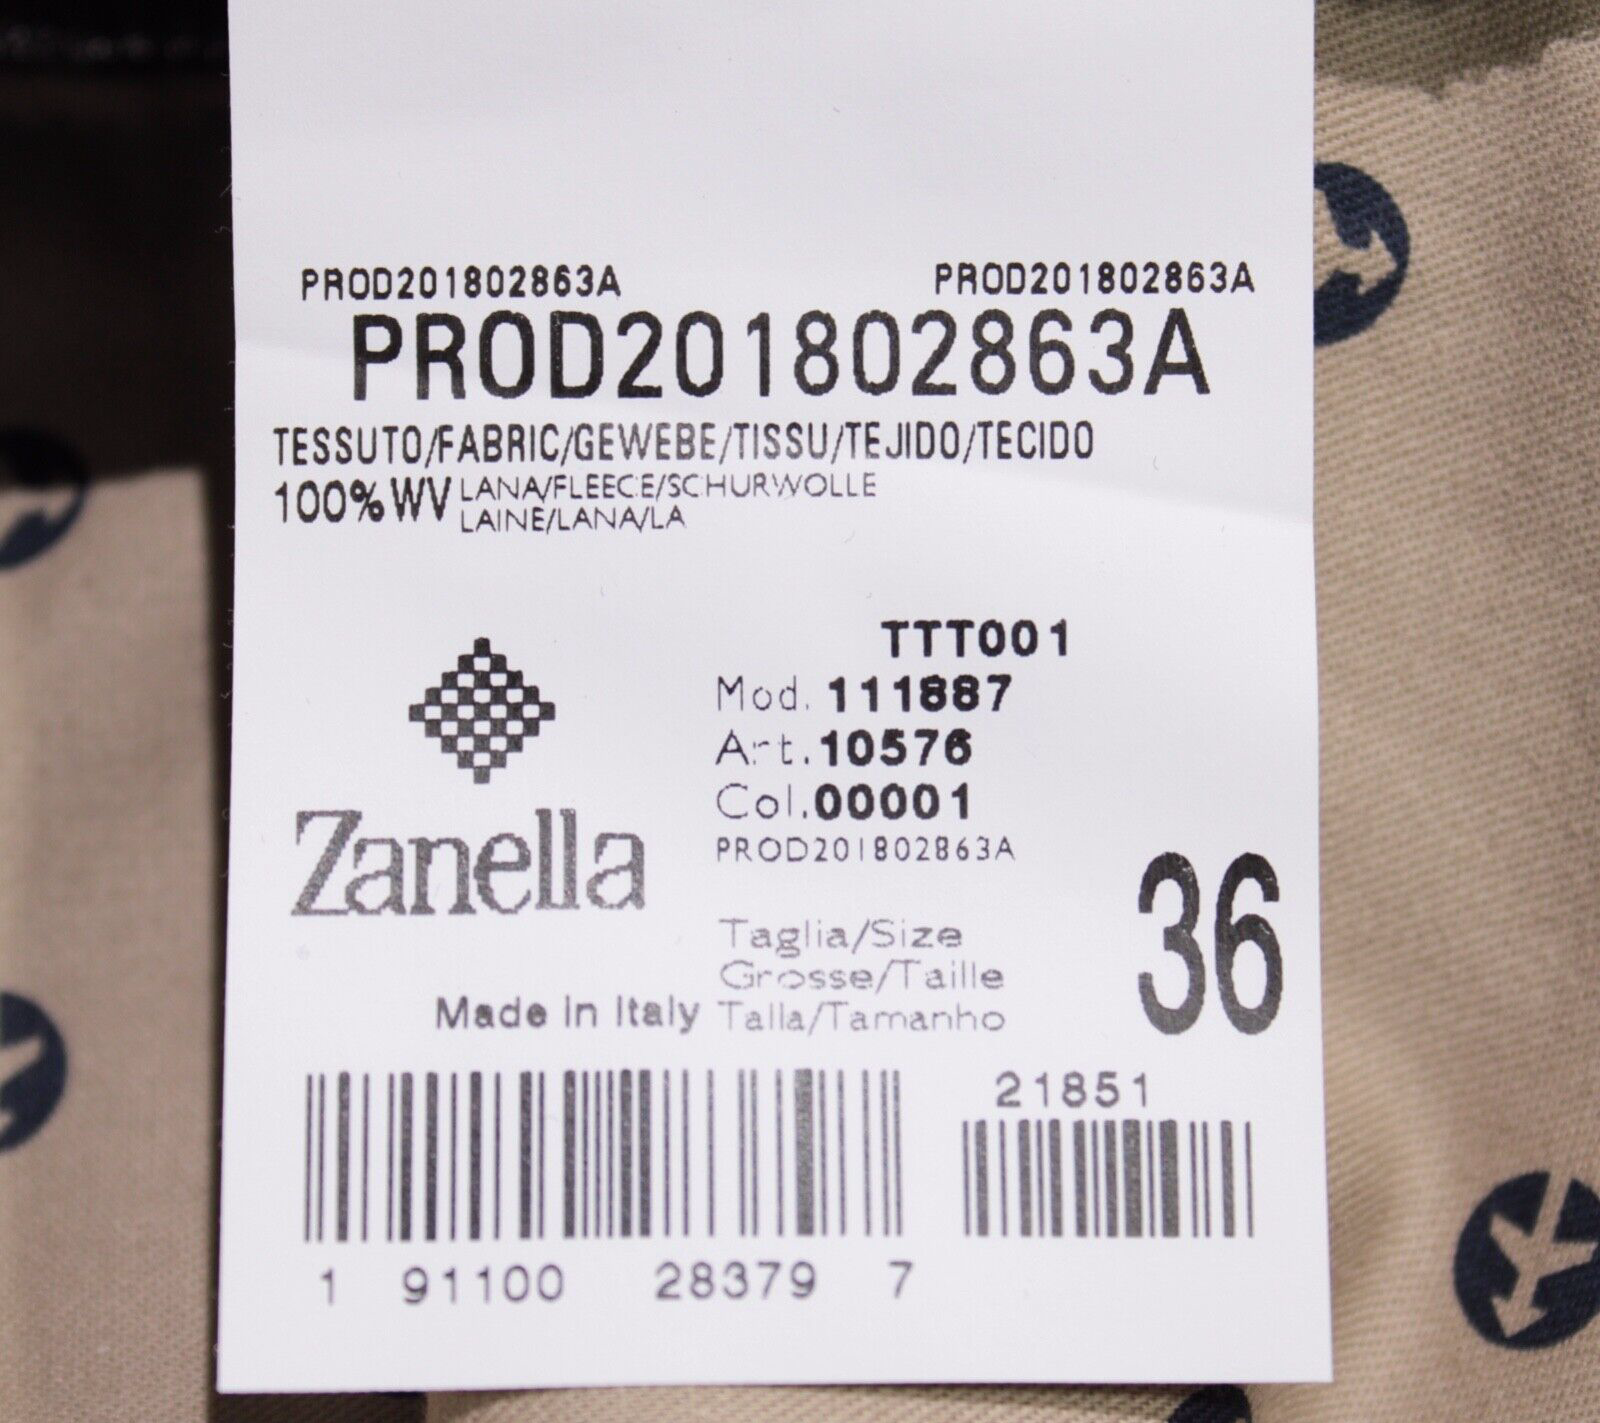 PROD201802863A PROD201802863A
PROD201802863A
TESSUTO/FABRIC/GEWEBE/TISSU/TEJIDO/TECIDO
100% WV LANA/FLEECE/SCHURWOLLE
LAINE/LANA/LA
TTT001
Mod. 111887
Art. 10576
Col. 00001
PROD201802863A
Zanella
Taglia/Size
Grosse/Taille
Talla/Tamanho
36
Made in Italy
21851
1 91100 28379 7